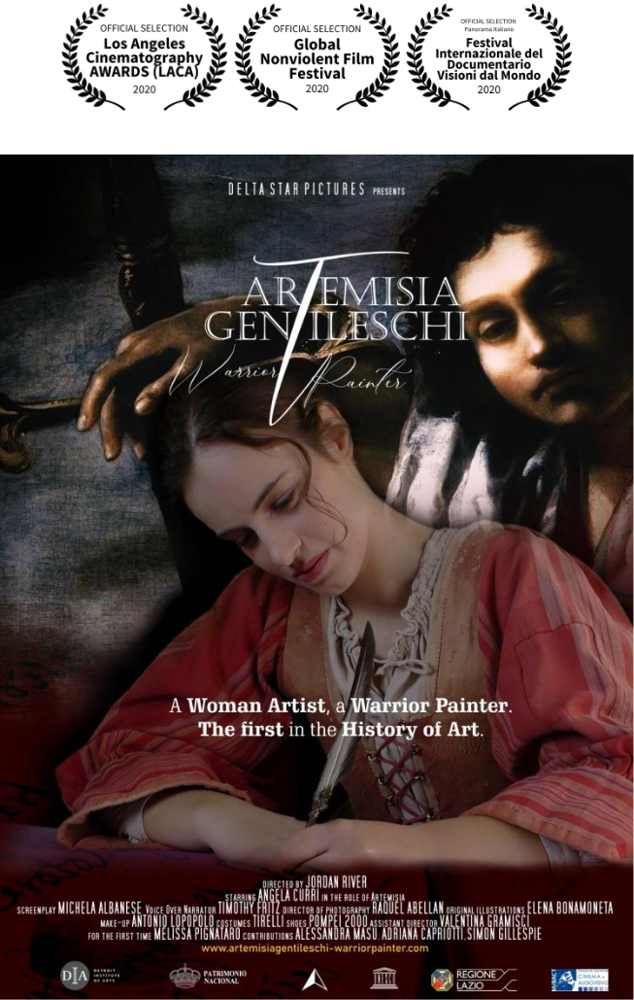 OFFICIAL SELECTION
Los Angeles
Cinematography
AWARDS (LACA)
2020
OFFICIAL SELECTION
Global
Nonviolent Film
Festival
2020
OFFICIAL SELECTION
Panorama Italiano
Festival
Internazionale del
Documentario
Visioni dal Mondo
2020
DELTA STAR PICTURES PRESENTS
ARTEMISIA
GENTILESCHI
Warrior Painter
A Woman Artist, a Warrior Painter.
The first in the History of Art.
DIRECTED BY JORDAN RIVER
STARRING ANGELA CURRI IN THE ROLE OF ARTEMISIA
SCREENPLAY MICHELA ALBANESE VOICE OVER NARRATOR TIMOTHY FRITZ DIRECTOR OF PHOTOGRAPHY RAQUEL ABELLAN ORIGINAL ILLUSTRATIONS ELENA BONAMONETA
MAKE-UP ANTONIO LOPOPOLO COSTUMES TIRELLI SHOES POMPEI 2000 ASSISTANT DIRECTOR VALENTINA GRAMISCI
FOR THE FIRST TIME MELISSA PIGNATARO CONTRIBUTIONS ALESSANDRA MASU, ADRIANA CAPRIOTTI, SIMON GILLESPIE
www.artemisiagentileschi-warriorpainter.com
DIA DETROIT
INSTITUTE
OF ARTS
PATRIMONIO
NACIONAL
REGIONE
LAZIO
MiBAC
CINEMA e
AUDIOVISIVO